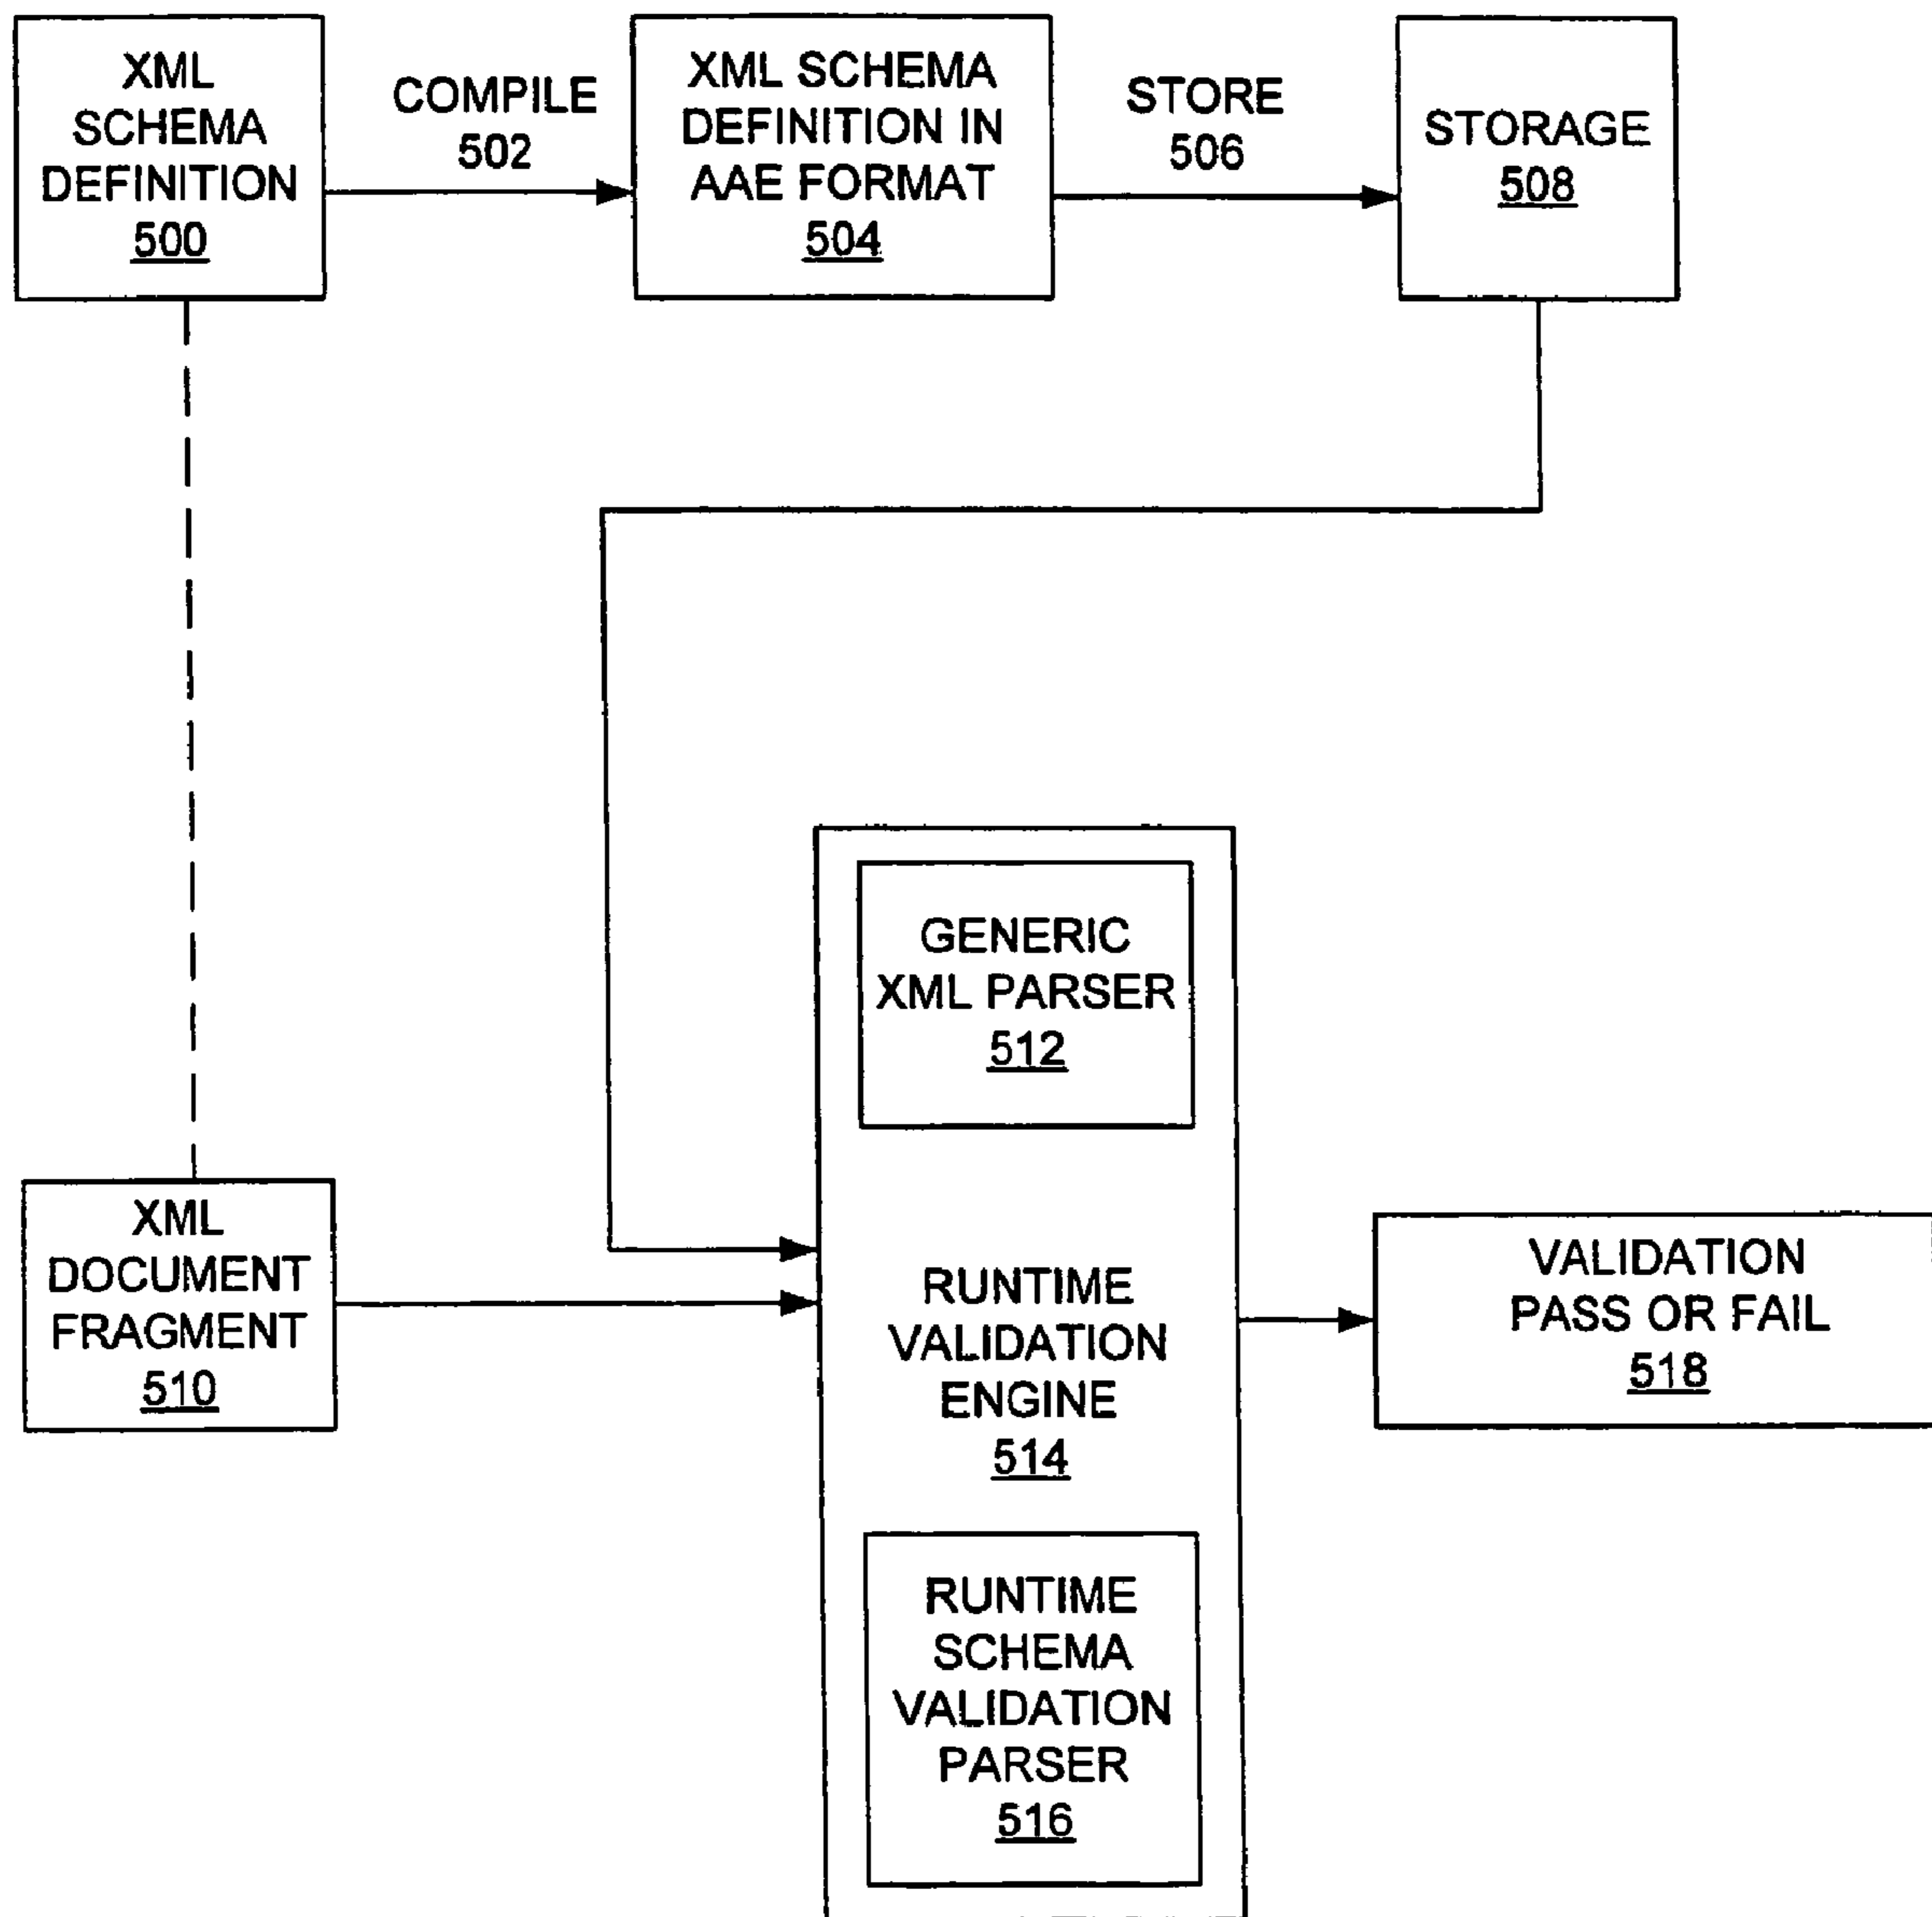 XML
SCHEMA
DEFINITION
500
COMPILE
502
XML SCHEMA
DEFINITION IN
AAE FORMAT
504
STORE
506
STORAGE
508
GENERIC
XML PARSER
512
XML
DOCUMENT
FRAGMENT
510
RUNTIME
VALIDATION
ENGINE
514
VALIDATION
PASS OR FAIL
518
RUNTIME
SCHEMA
VALIDATION
PARSER
516